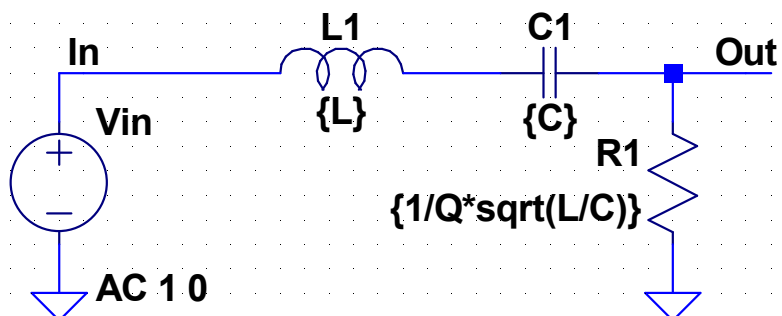 L1
C1
In
Out
Vin
{L}
{C}
R1
{1/Q*sqrt(L/C)}
AC 1 0